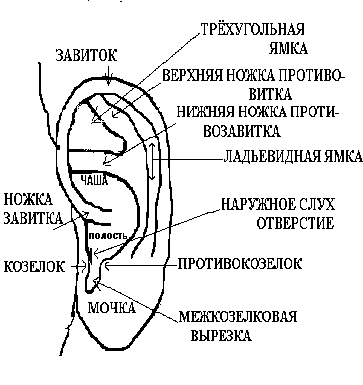 ТРЁХУГОЛЬНАЯ
ЯМКА
ЗАВИТОК
ВЕРХНЯЯ НОЖКА ПРОТИВО-
ВИТКА
НИЖНЯЯ НОЖКА ПРОТИ-
ВОЗАВИТКА
ЛАДЬЕВИДНАЯ ЯМКА
ЧАША
НОЖКА
ЗАВИТКА
НАРУЖНОЕ СЛУХ
ОТВЕРСТИЕ
ПОЛОСТЬ
КОЗЕЛОК
ПРОТИВОКОЗЕЛОК
МОЧКА
МЕЖКОЗЕЛКОВАЯ
ВЫРЕЗКА